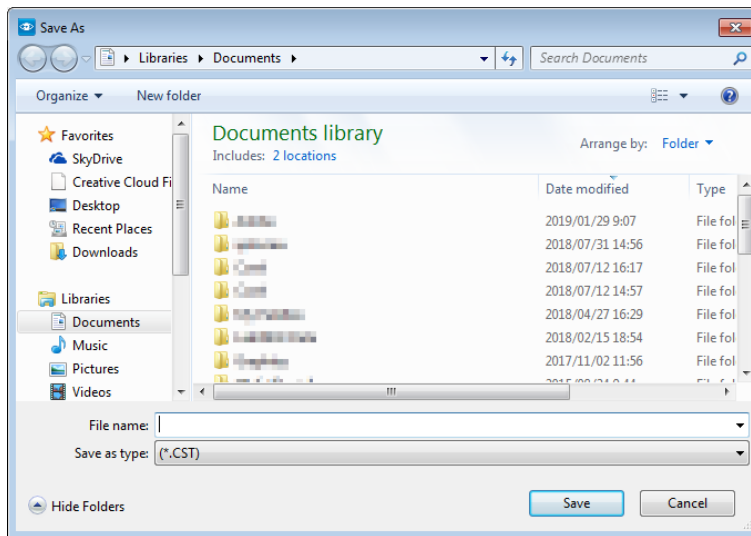 Save As
Libraries Documents
Search Documents
Organize New folder
Favorites
SkyDrive
Creative Cloud Fi
Desktop
Recent Places
Downloads
Libraries
Documents
Music
Pictures
Videos
Documents library
Includes: 2 locations
Arrange by: Folder
Name Date modified Type
2019/01/29 9:07 File fol
2018/07/31 14:56 File fol
2018/07/12 16:17 File fol
2018/07/12 14:57 File fol
2018/04/27 16:29 File fol
2018/02/15 18:54 File fol
2017/11/02 11:56 File fol
File name:
Save as type: (*.CST)
Hide Folders
Save Cancel